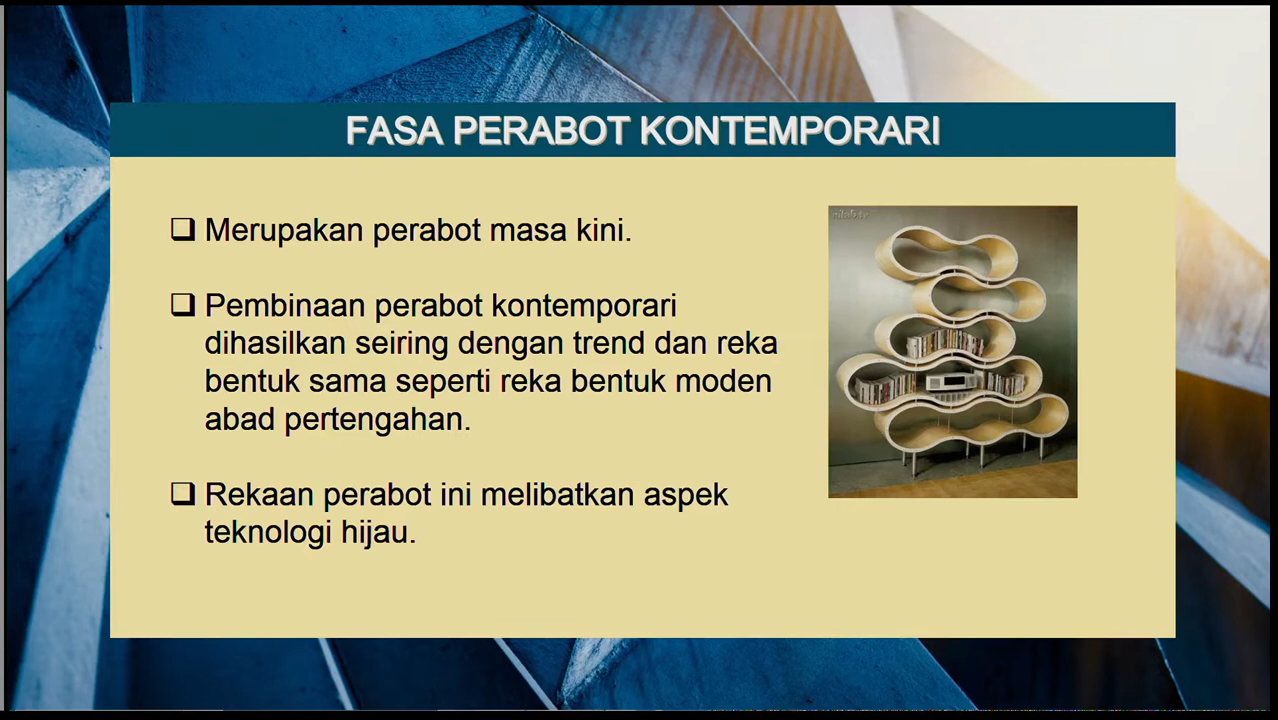 FASA PERABOT KONTEMPORARI
Merupakan perabot masa kini.
Pembinaan perabot kontemporari
dihasilkan seiring dengan trend dan reka
bentuk sama seperti reka bentuk moden
abad pertengahan.
Rekaan perabot ini melibatkan aspek
teknologi hijau.